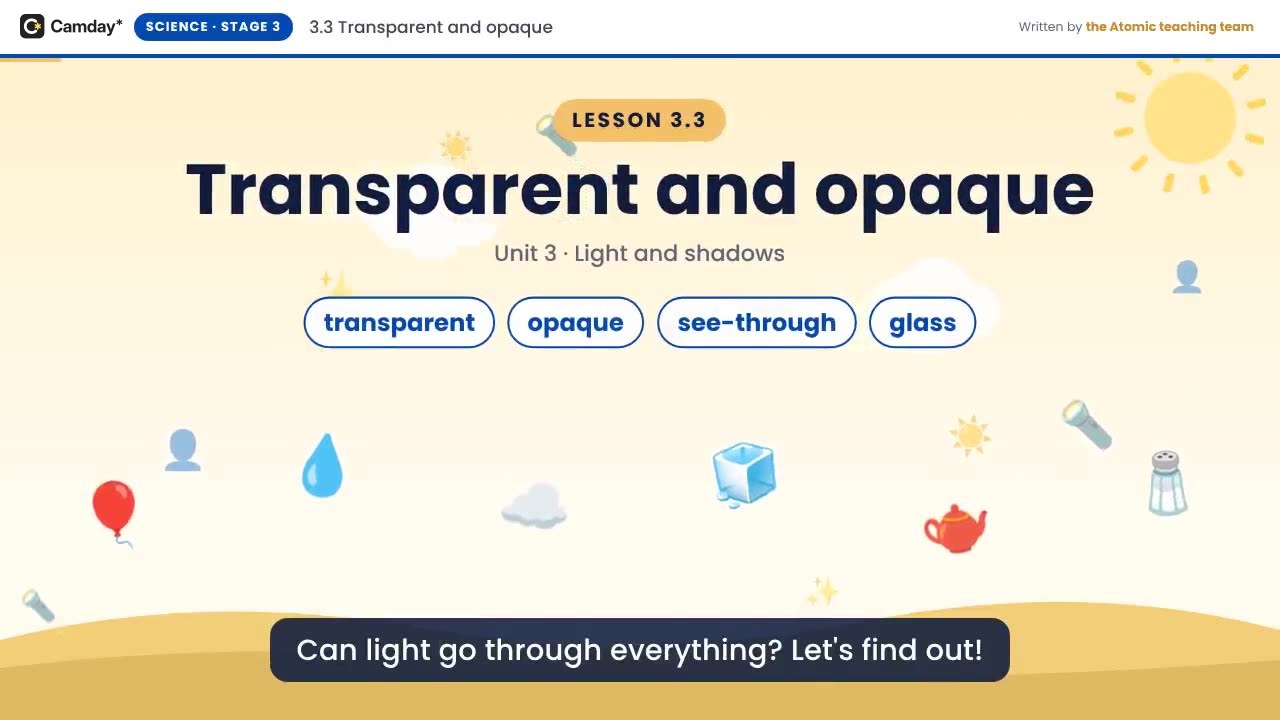 Camday*
SCIENCE · STAGE 3
3.3 Transparent and opaque
Written by the Atomic teaching team
LESSON 3.3
Transparent and opaque
Unit 3 · Light and shadows
transparent
opaque
see-through
glass
Can light go through everything? Let's find out!